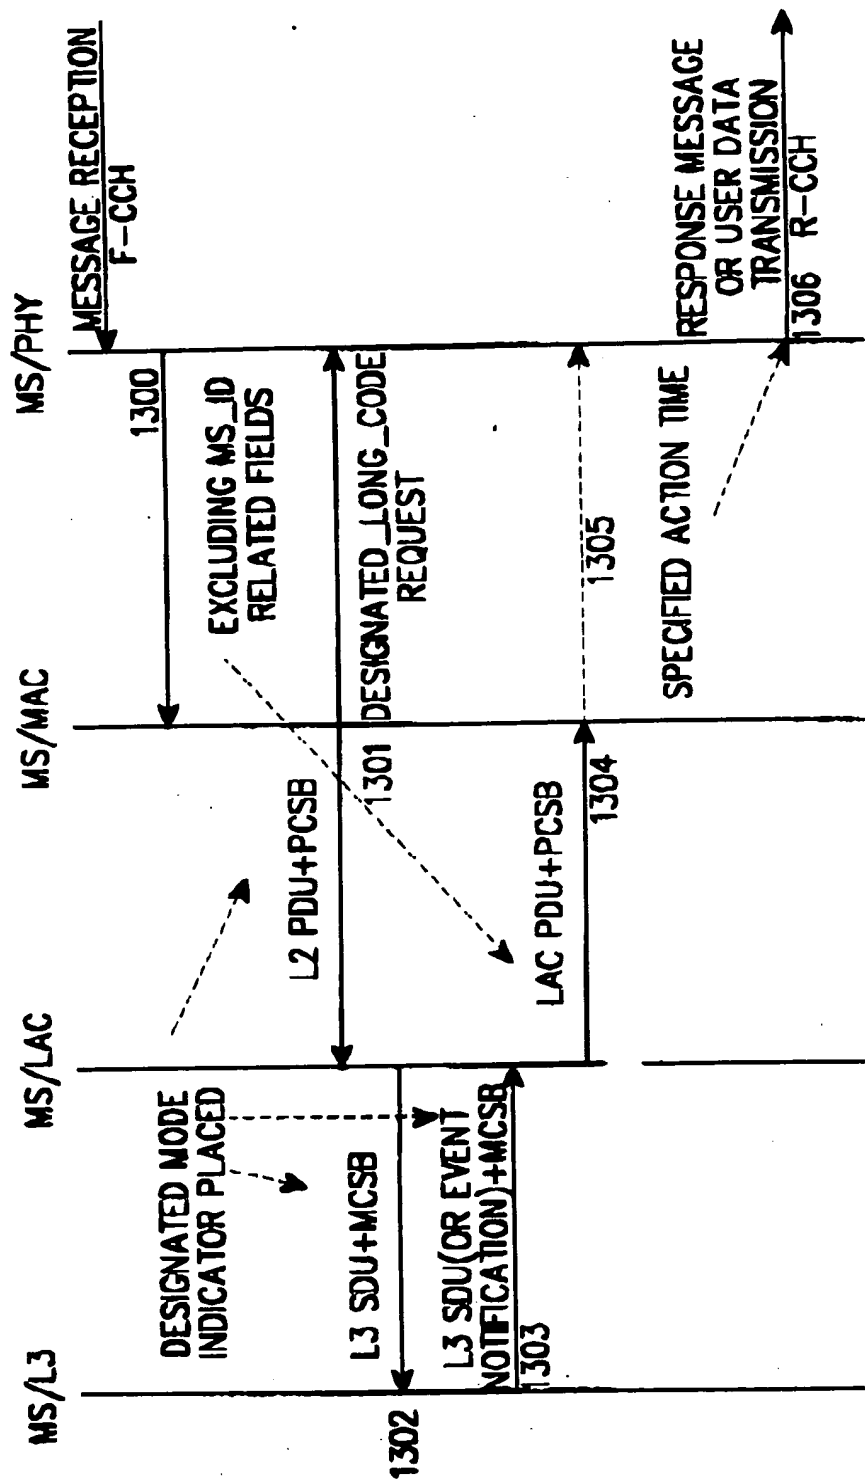 MS/L3
MS/LAC
MS/MAC
MS/PHY
MESSAGE RECEPTION
F-CCH
1300
DESIGNATED MODE
INDICATOR PLACED
EXCLUDING MS_ID
RELATED FIELDS
L2 PDU+PCSB
1301
DESIGNATED_LONG_CODE
REQUEST
L3 SDU+MCSB
1302
L3 SDU(OR EVENT
NOTIFICATION)+MCSB
1303
LAC PDU+PCSB
1304
1305
SPECIFIED ACTION TIME
RESPONSE MESSAGE
OR USER DATA
TRANSMISSION
1306 R-CCH